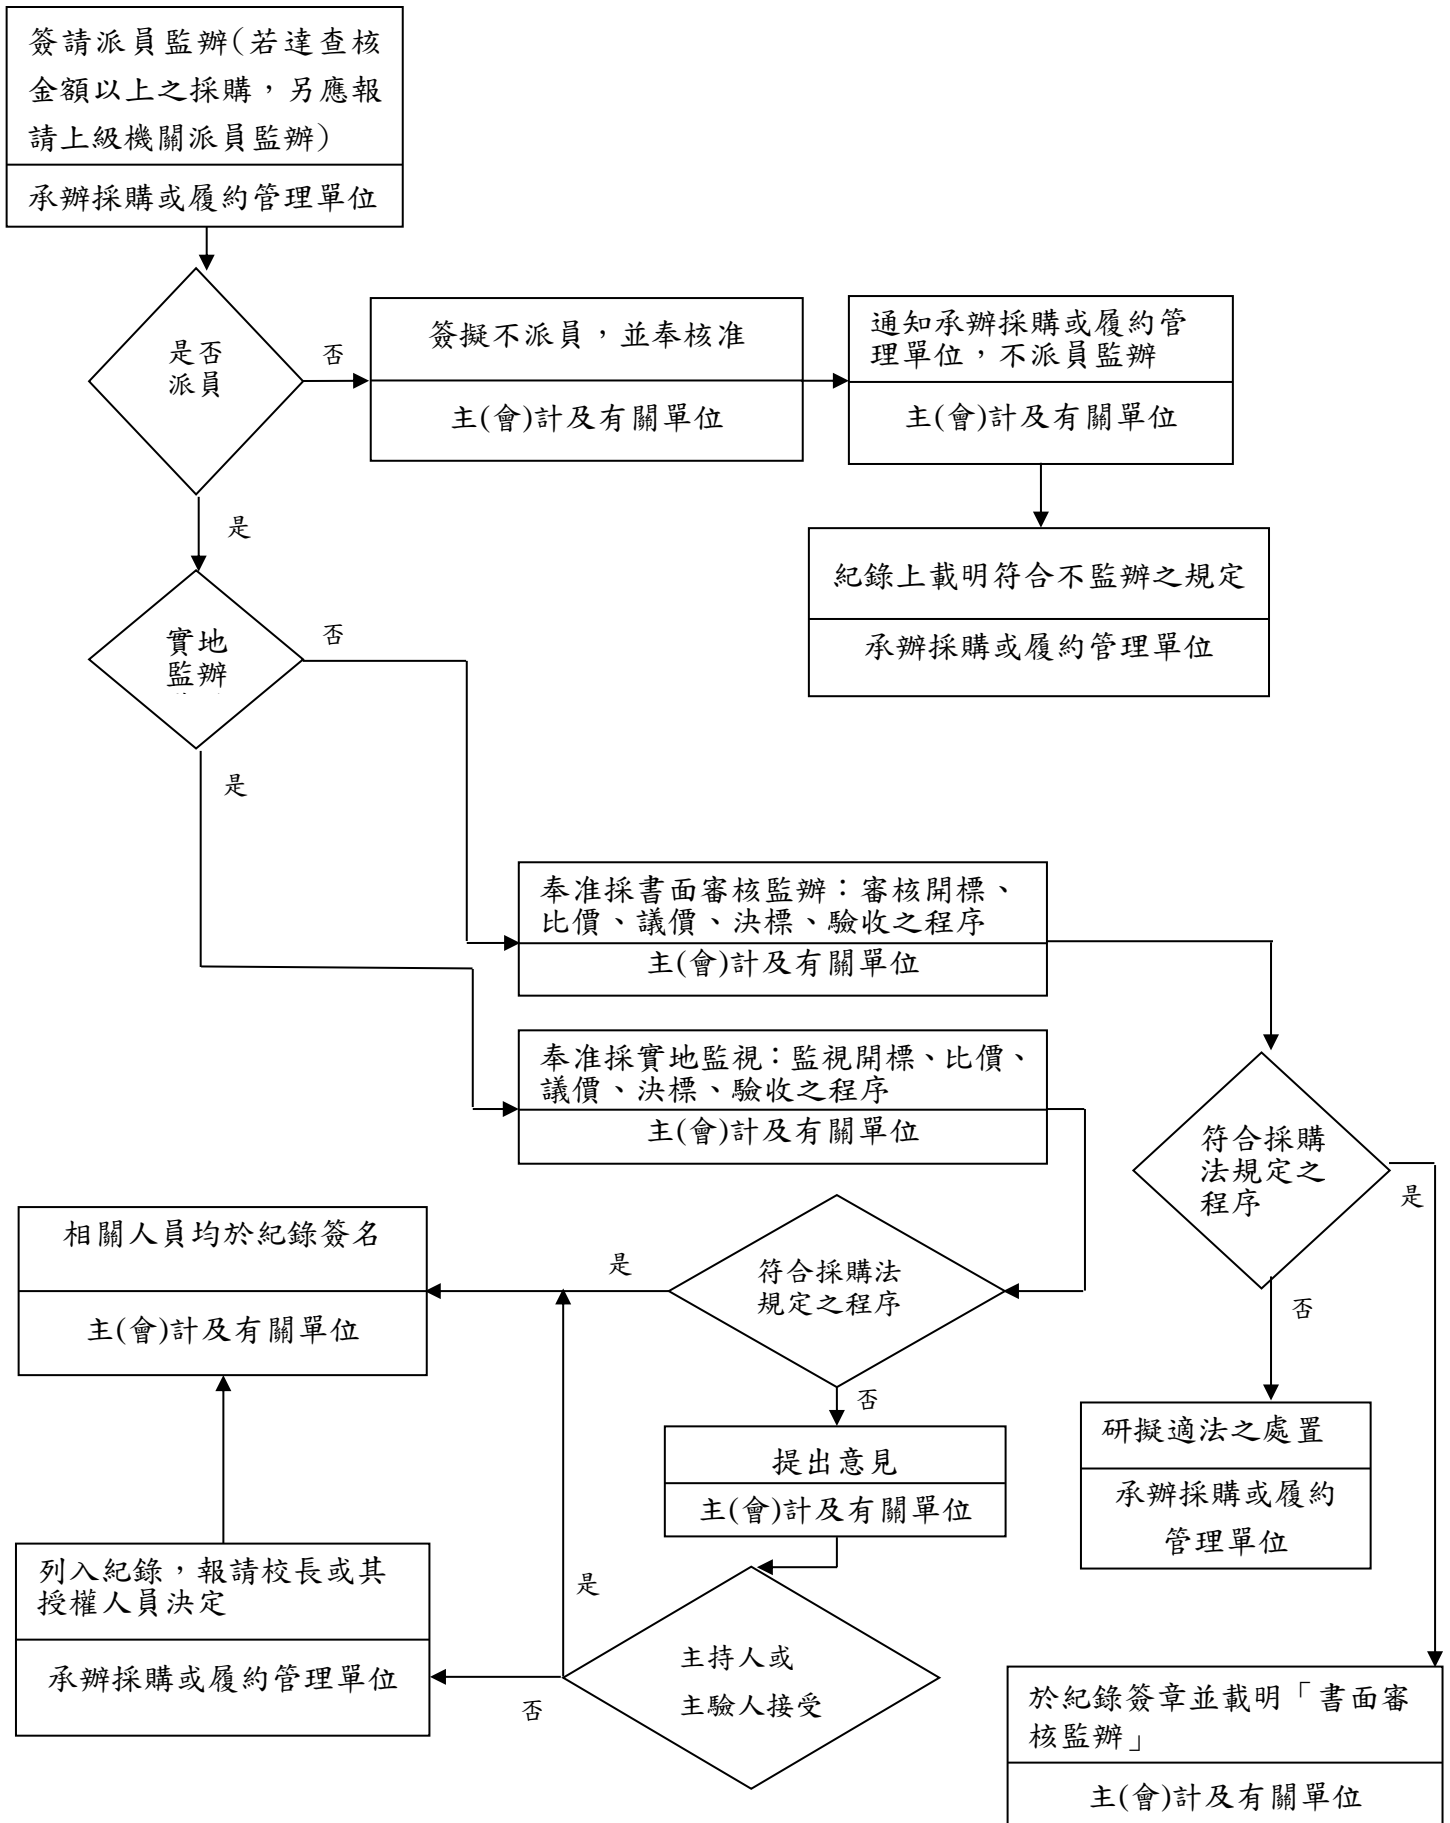 簽請派員監辦(若達查核
金額以上之採購，另應報
請上級機關派員監辦)
承辦採購或履約管理單位
是否
派員
否
簽擬不派員，並奉核准
主(會)計及有關單位
通知承辦採購或履約管
理單位，不派員監辦
主(會)計及有關單位
是
紀錄上載明符合不監辦之規定
承辦採購或履約管理單位
實地
監辦
否
是
奉准採書面審核監辦：審核開標、
比價、議價、決標、驗收之程序
主(會)計及有關單位
奉准採實地監視：監視開標、比價、
議價、決標、驗收之程序
主(會)計及有關單位
符合採購
法規定之
程序
是
否
相關人員均於紀錄簽名
主(會)計及有關單位
是
符合採購法
規定之程序
否
提出意見
主(會)計及有關單位
研擬適法之處置
承辦採購或履約
管理單位
列入紀錄，報請校長或其
授權人員決定
承辦採購或履約管理單位
是
否
主持人或
主驗人接受
於紀錄簽章並載明「書面審
核監辦」
主(會)計及有關單位